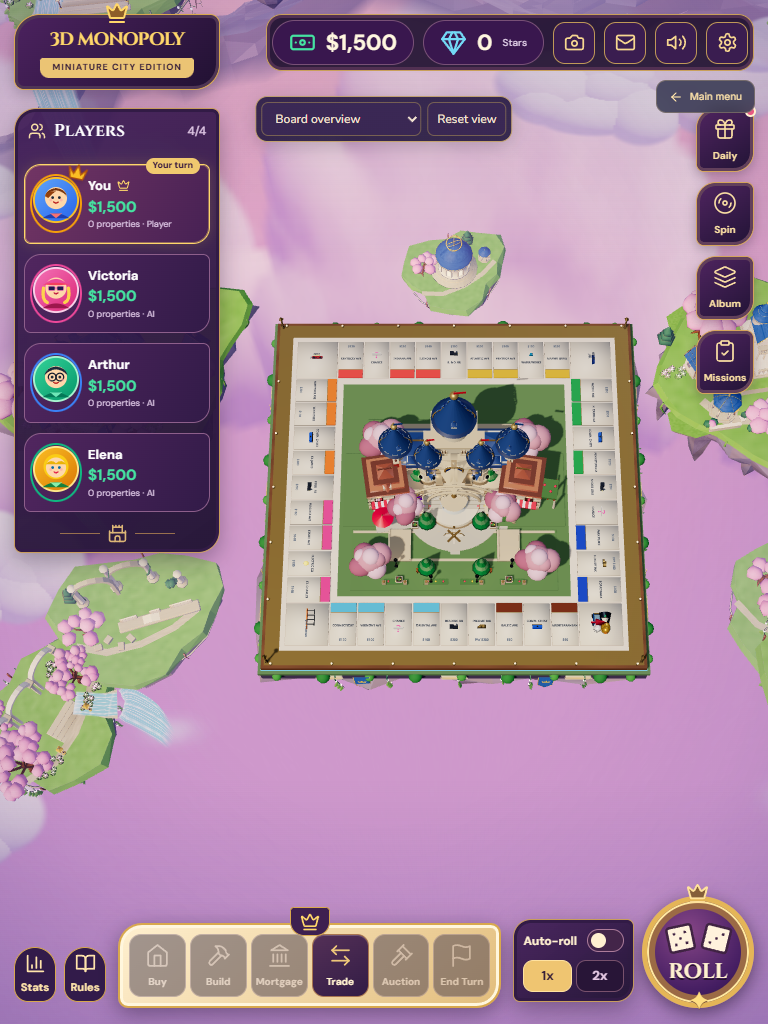 3D MONOPOLY
MINIATURE CITY EDITION
$1,500
0 Stars
Main menu
Board overview
Reset view
PLAYERS
4/4
Your turn
You
$1,500
0 properties · Player
Victoria
$1,500
0 properties · AI
Arthur
$1,500
0 properties · AI
Elena
$1,500
0 properties · AI
Daily
Spin
Album
Missions
Stats
Rules
Buy
Build
Mortgage
Trade
Auction
End Turn
Auto-roll
1x
2x
ROLL